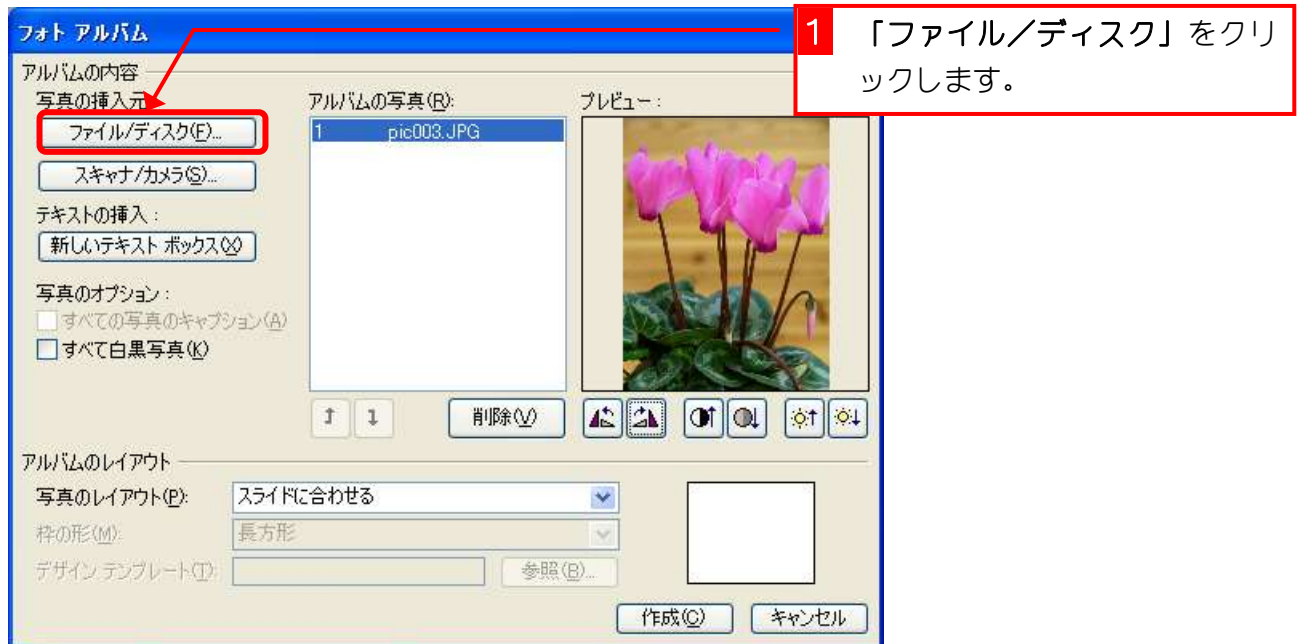 フォト アルバム
1 「ファイル／ディスク」をクリ
ックします。
アルバムの内容
写真の挿入元
アルバムの写真(R):
プレビュー：
ファイル/ディスク(F)...
1 pic003.JPG
スキャナ/カメラ(S)...
テキストの挿入：
新しいテキスト ボックス(X)
写真のオプション：
すべての写真のキャプション(A)
すべて白黒写真(K)
削除(V)
アルバムのレイアウト
写真のレイアウト(P): スライドに合わせる
枠の形(M): 長方形
デザイン テンプレート(T): 参照(B)...
作成(C) キャンセル